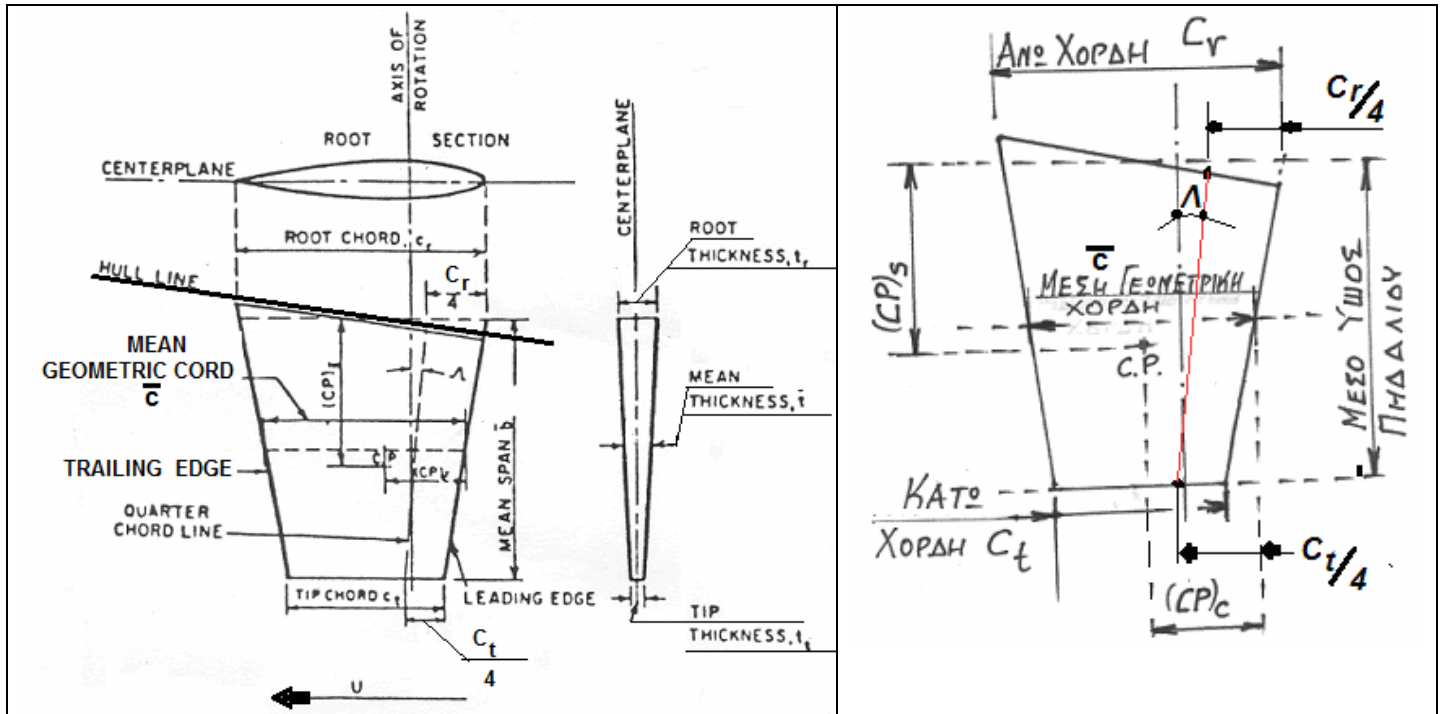 AXIS OF
ROTATION
ROOT SECTION
CENTERPLANE
ROOT CHORD, cr
HULL LINE
Cr
4
MEAN
GEOMETRIC CORD
c̅
Λ
(CP)s
C.P.
(CP)c
TRAILING EDGE
QUARTER
CHORD LINE
MEAN SPAN b̅
TIP CHORD ct
LEADING EDGE
Ct
4
U
CENTERPLANE
ROOT
THICKNESS, tr
MEAN
THICKNESS, t̅
TIP
THICKNESS, tt
ΑΝΩ ΧΟΡΔΗ Cr
Cr/4
Λ
c̅
ΜΕΣΗ ΓΕΩΜΕΤΡΙΚΗ
ΧΟΡΔΗ
(CP)s
C.P.
ΜΕΣΟ ΥΨΟΣ
ΠΗΔΑΛΙΟΥ
ΚΑΤΩ
ΧΟΡΔΗ Ct
Ct/4
(CP)c